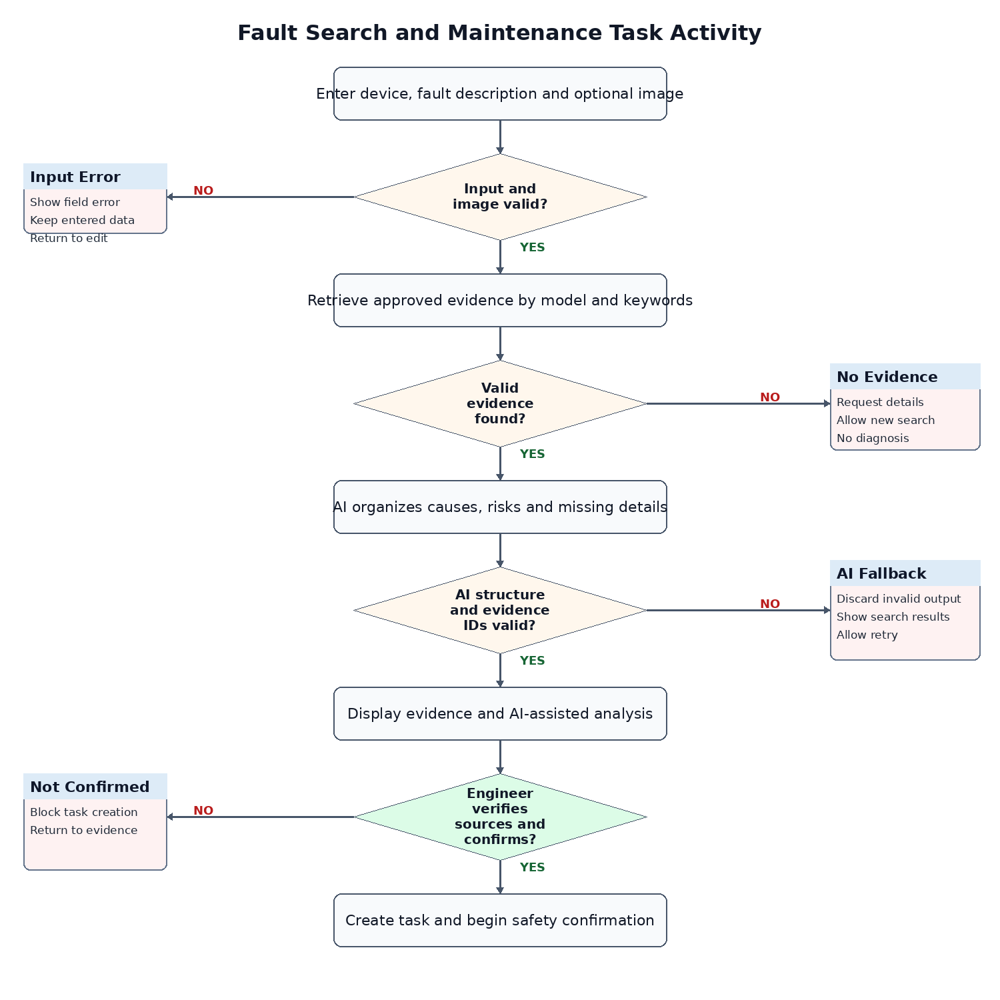 Fault Search and Maintenance Task Activity
Enter device, fault description and optional image
Input Error
Show field error
Keep entered data
Return to edit
NO
Input and
image valid?
YES
Retrieve approved evidence by model and keywords
Valid
evidence
found?
NO
No Evidence
Request details
Allow new search
No diagnosis
YES
AI organizes causes, risks and missing details
AI structure
and evidence
IDs valid?
NO
AI Fallback
Discard invalid output
Show search results
Allow retry
YES
Display evidence and AI-assisted analysis
Not Confirmed
Block task creation
Return to evidence
NO
Engineer
verifies
sources and
confirms?
YES
Create task and begin safety confirmation